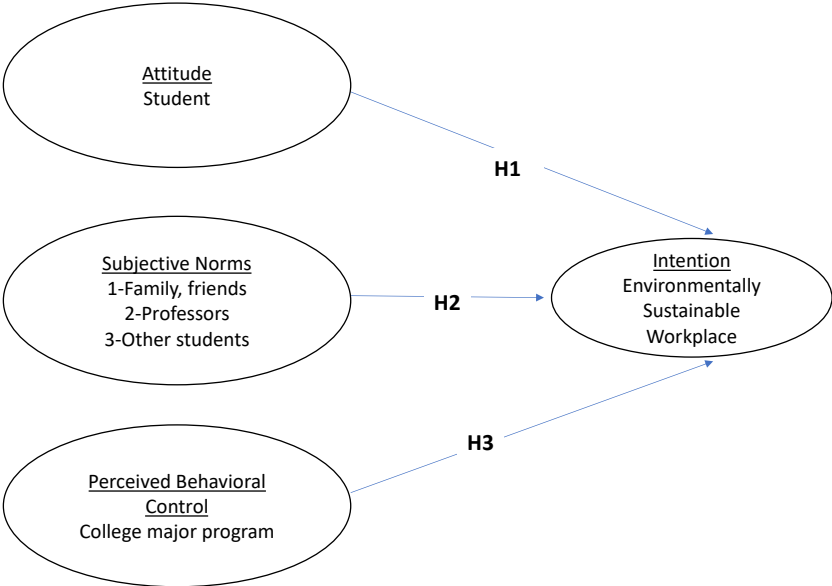 Attitude
Student
H1
Subjective Norms
1-Family, friends
2-Professors
3-Other students
H2
Intention
Environmentally
Sustainable
Workplace
H3
Perceived Behavioral
Control
College major program